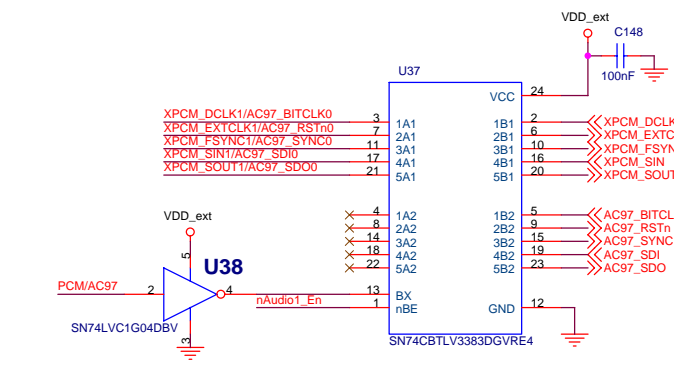 VDD_ext
C148
100nF
U37
24
VCC
XPCM_DCLK1/AC97_BITCLK0 3 1A1 1B1 2 XPCM_DCLK
XPCM_EXTCLK1/AC97_RSTn0 7 2A1 2B1 6 XPCM_EXTC
XPCM_FSYNC1/AC97_SYNC0 11 3A1 3B1 10 XPCM_FSYN
XPCM_SIN1/AC97_SDI0 17 4A1 4B1 16 XPCM_SIN
XPCM_SOUT1/AC97_SDO0 21 5A1 5B1 20 XPCM_SOUT
4 1A2 1B2 5 AC97_BITCL
8 2A2 2B2 9 AC97_RSTn
14 3A2 3B2 15 AC97_SYNC
18 4A2 4B2 19 AC97_SDI
22 5A2 5B2 23 AC97_SDO
VDD_ext
5
U38
PCM/AC97 2 4 13 BX
nAudio1_En 1 nBE GND 12
SN74LVC1G04DBV
3
SN74CBTLV3383DGVRE4